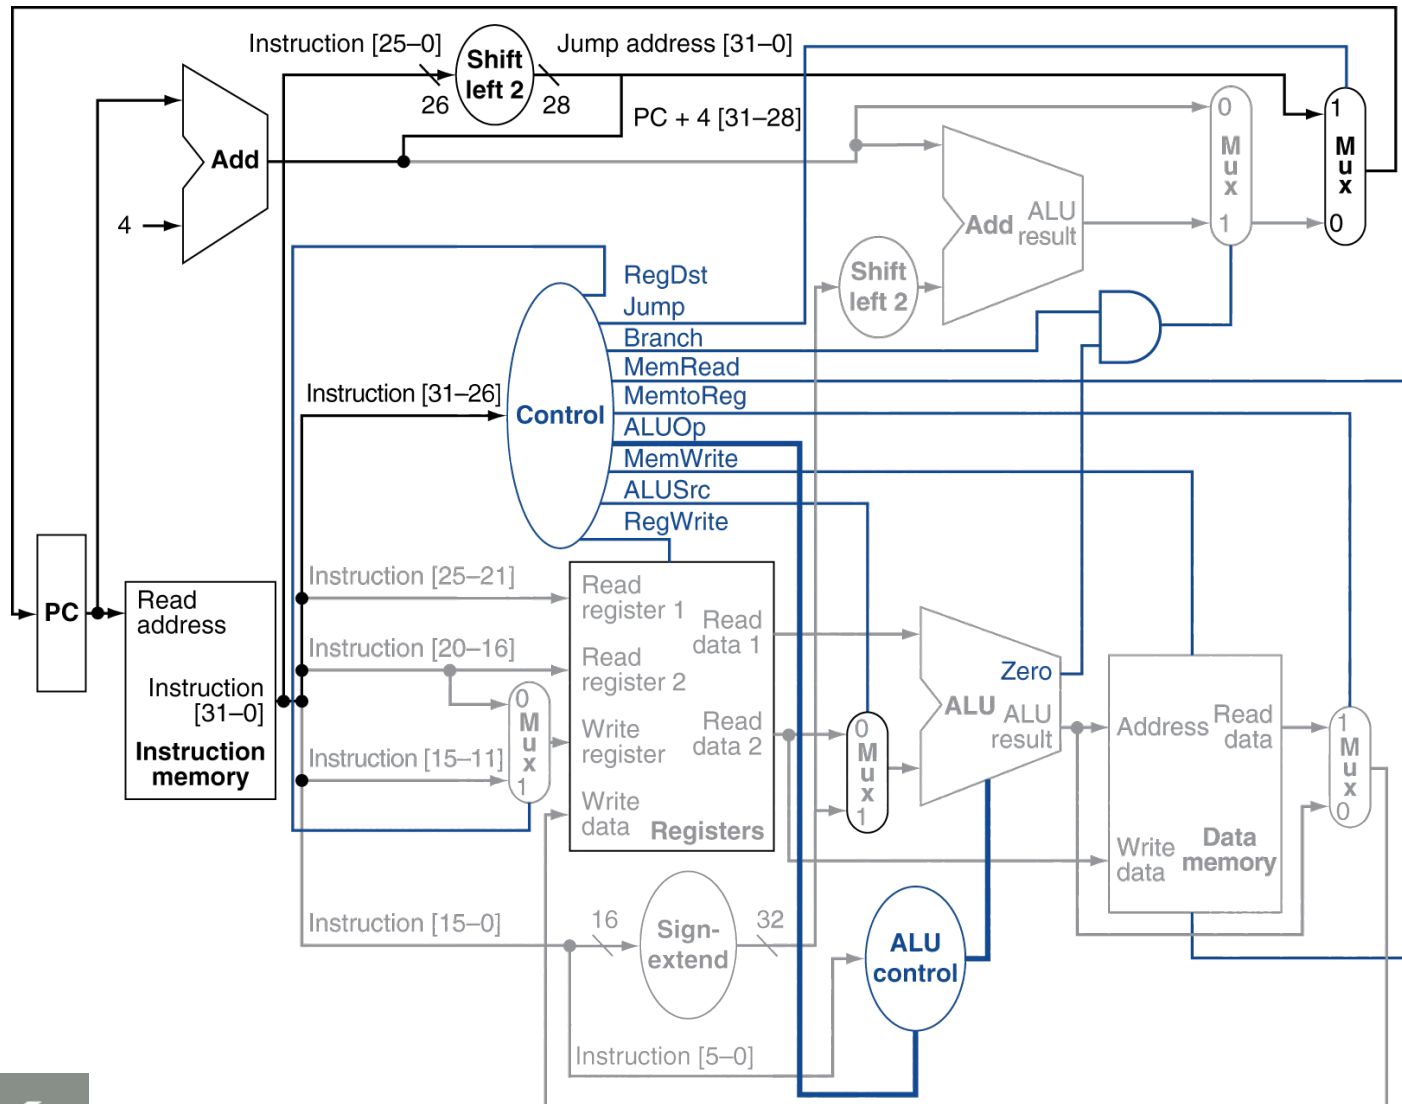 Instruction [25–0]
Shift
left 2
Jump address [31–0]
26
28
PC + 4 [31–28]
Add
4
0
M
u
x
1
1
M
u
x
0
Add
ALU
result
Shift
left 2
RegDst
Jump
Branch
MemRead
MemtoReg
ALUOp
MemWrite
ALUSrc
RegWrite
Instruction [31–26]
Control
PC
Read
address
Instruction
[31–0]
Instruction
memory
Instruction [25–21]
Instruction [20–16]
Instruction [15–11]
0
M
u
x
1
Read
register 1
Read
register 2
Write
register
Write
data
Read
data 1
Read
data 2
Registers
0
M
u
x
1
Zero
ALU
ALU
result
Address
Read
data
Write
data
Data
memory
1
M
u
x
0
Instruction [15–0]
16
Sign-
extend
32
ALU
control
Instruction [5–0]